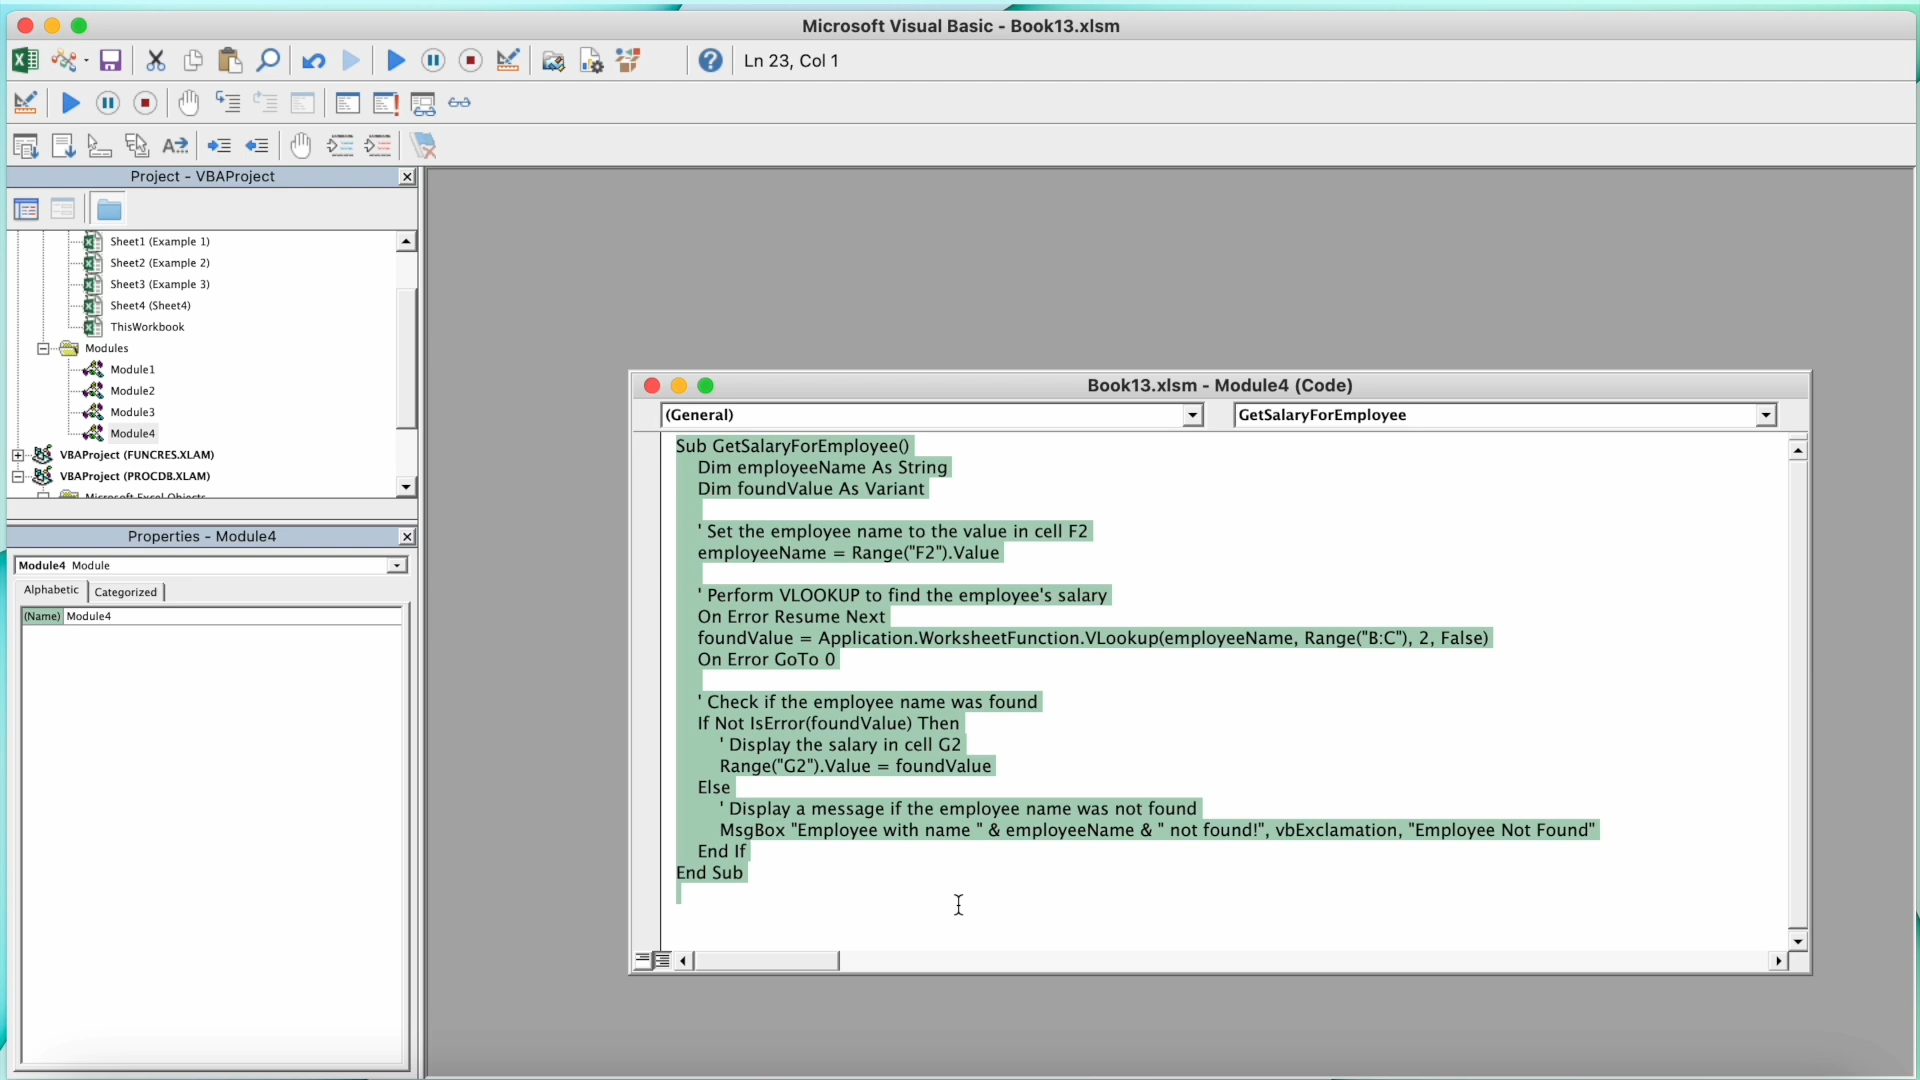 Microsoft Visual Basic - Book13.xlsm
Ln 23, Col 1
Project - VBAProject
Sheet1 (Example 1)
Sheet2 (Example 2)
Sheet3 (Example 3)
Sheet4 (Sheet4)
ThisWorkbook
Modules
Module1
Module2
Module3
Module4
VBAProject (FUNCRES.XLAM)
VBAProject (PROCDB.XLAM)
Microsoft Excel Objects
Properties - Module4
Module4 Module
Alphabetic Categorized
(Name) Module4
Book13.xlsm - Module4 (Code)
(General) GetSalaryForEmployee
Sub GetSalaryForEmployee()
Dim employeeName As String
Dim foundValue As Variant
' Set the employee name to the value in cell F2
employeeName = Range("F2").Value
' Perform VLOOKUP to find the employee's salary
On Error Resume Next
foundValue = Application.WorksheetFunction.VLookup(employeeName, Range("B:C"), 2, False)
On Error GoTo 0
' Check if the employee name was found
If Not IsError(foundValue) Then
' Display the salary in cell G2
Range("G2").Value = foundValue
Else
' Display a message if the employee name was not found
MsgBox "Employee with name " & employeeName & " not found!", vbExclamation, "Employee Not Found"
End If
End Sub